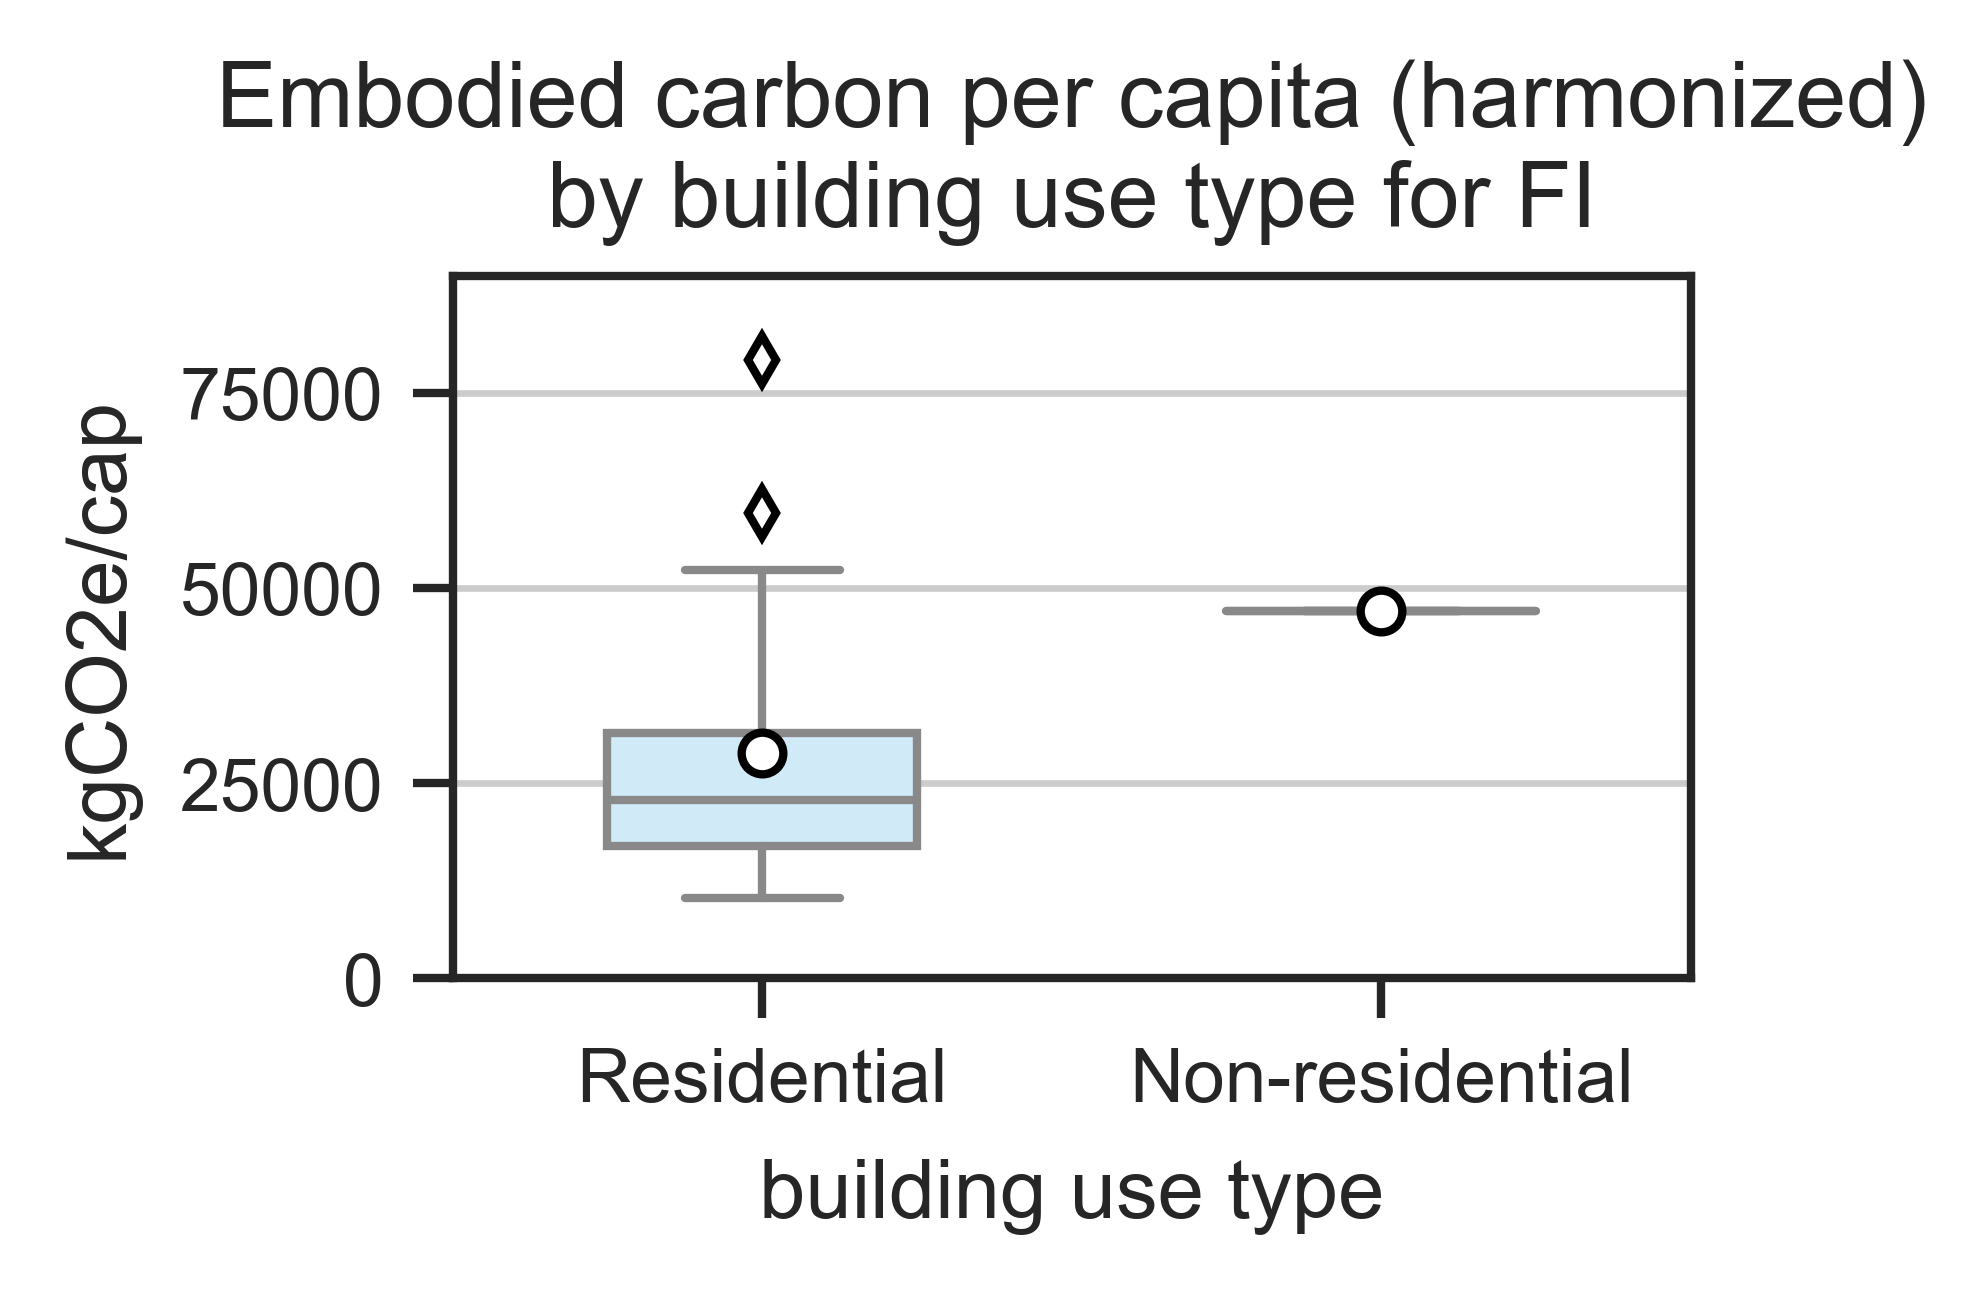 Embodied carbon per capita (harmonized)
by building use type for FI
kgCO2e/cap
75000
50000
25000
0
Residential
Non-residential
building use type